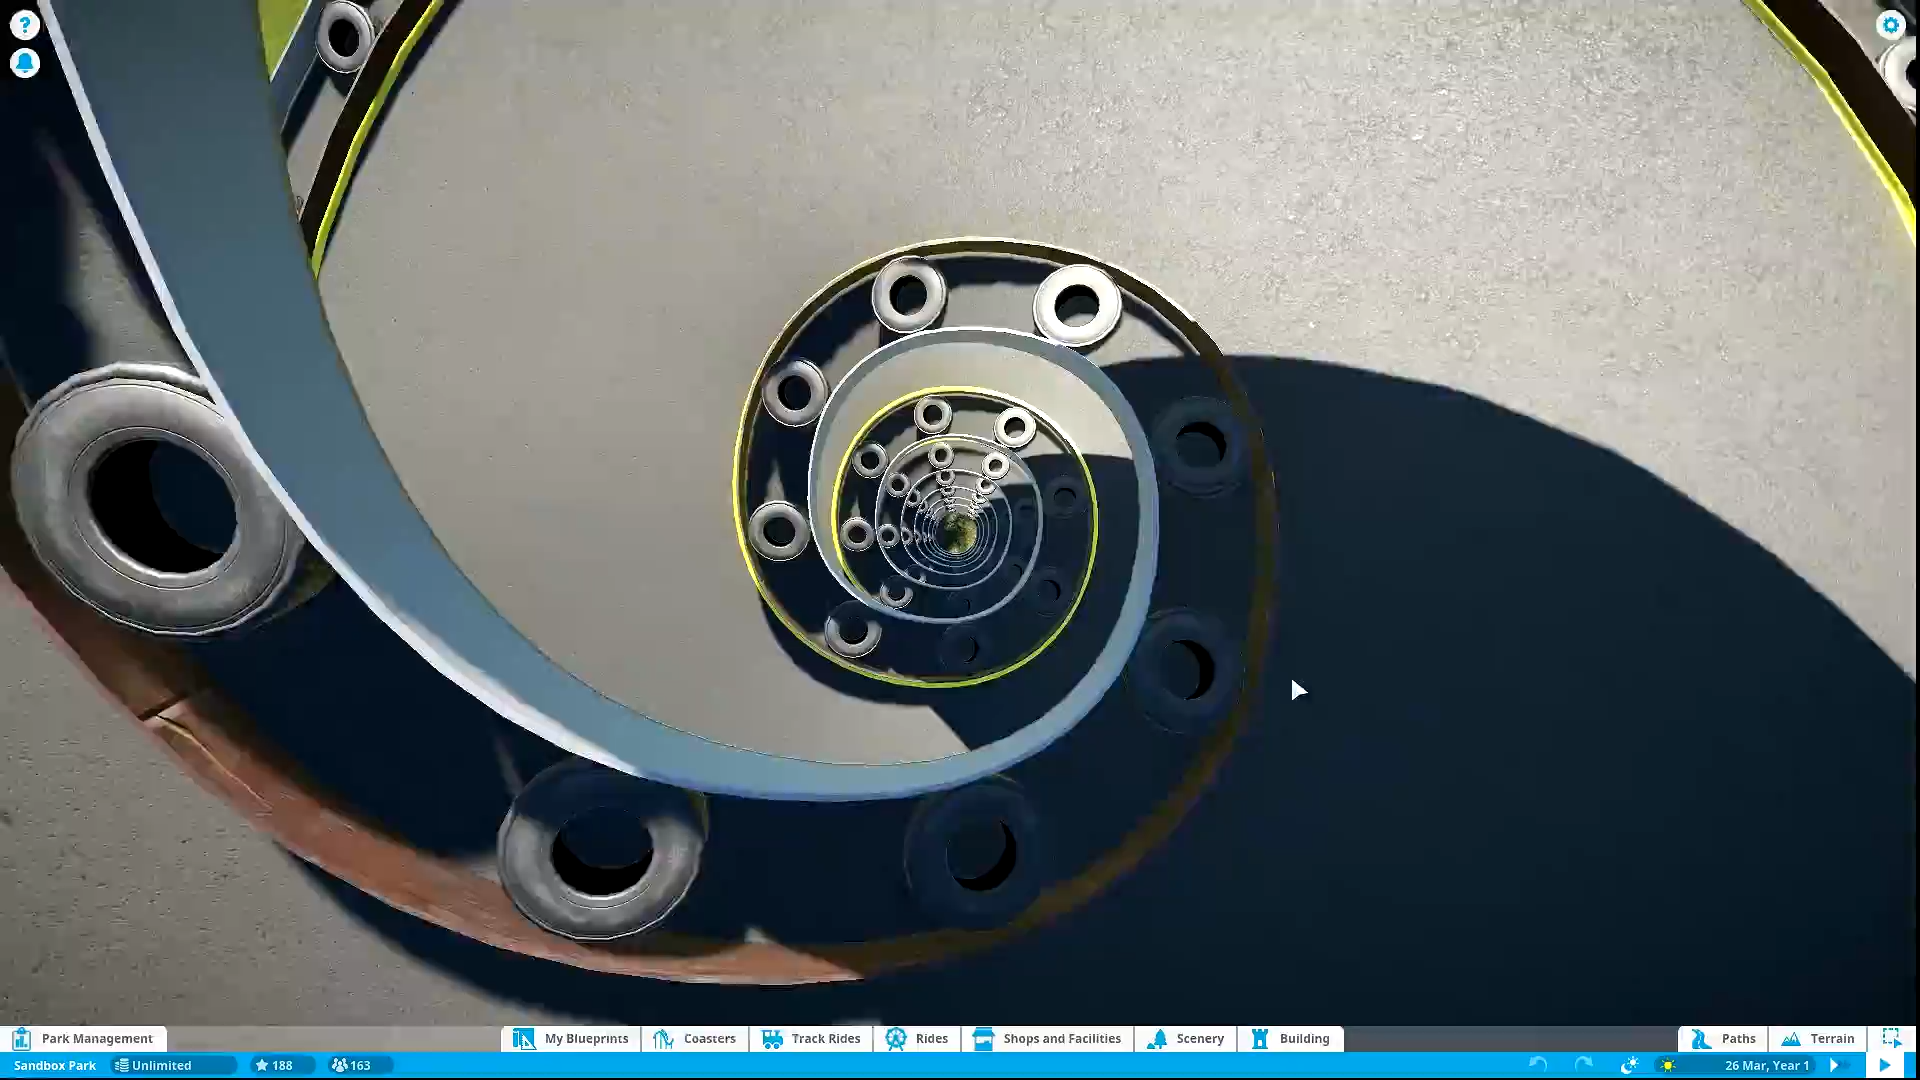 ?
Park Management
My Blueprints
Coasters
Track Rides
Rides
Shops and Facilities
Scenery
Building
Paths
Terrain
Sandbox Park
Unlimited
188
163
26 Mar, Year 1